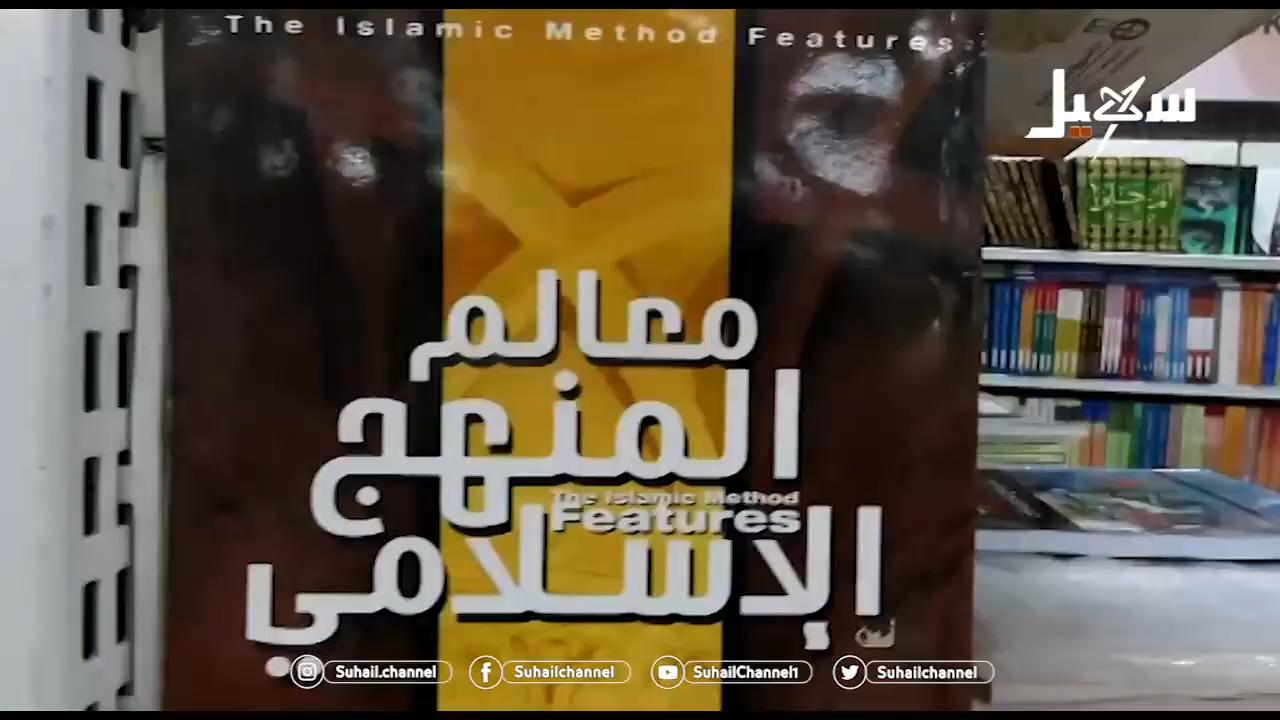 The Islamic Method Features
سهيل
معالم
المنهج
The Islamic Method
Features
الإسلامي
Suhail.channel
Suhailchannel
SuhailChannel1
Suhailchannel